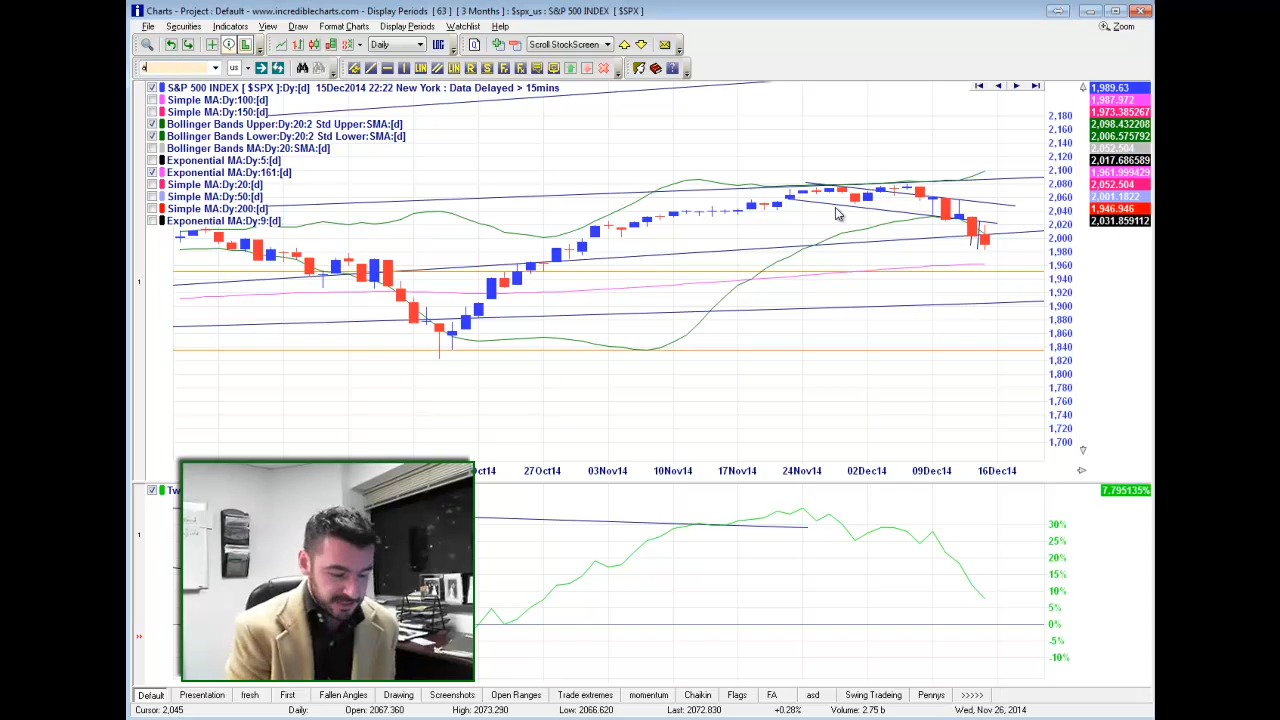 Charts - Project : Default - www.incrediblecharts.com - Display Periods [ 63 ] [ 3 Months ] : $spx_us : S&P 500 INDEX [ $SPX ]
File Securities Indicators View Draw Format Charts Display Periods Watchlist Help
Zoom
Daily Scroll StockScreen
a us
S&P 500 INDEX [ $SPX ]:Dy:[d] 15Dec2014 22:22 New York : Data Delayed > 15mins
Simple MA:100:[d]
Simple MA:150:[d]
Bollinger Bands Upper:Dy:20:2 Std Upper:SMA:[d]
Bollinger Bands Lower:Dy:20:2 Std Lower:SMA:[d]
Bollinger Bands MA:Dy:20:SMA:[d]
Exponential MA:Dy:5:[d]
Exponential MA:Dy:161:[d]
Simple MA:Dy:20:[d]
Simple MA:Dy:50:[d]
Simple MA:Dy:200:[d]
Exponential MA:Dy:9:[d]
1,989.63
1,987.972
1,973.385267
2,098.432208
2,006.575792
2,052.504
2,017.686589
1,961.999429
2,052.504
2,001.1822
1,946.946
2,031.859112
2,180
2,160
2,140
2,120
2,100
2,080
2,060
2,040
2,020
2,000
1,980
1,960
1,940
1,920
1,900
1,880
1,860
1,840
1,820
1,800
1,780
1,760
1,740
1,720
1,700
1
Oct14 27Oct14 03Nov14 10Nov14 17Nov14 24Nov14 02Dec14 09Dec14 16Dec14
Tw
7.795135%
1
30%
25%
20%
15%
10%
5%
0%
-5%
-10%
Default Presentation fresh First Fallen Angles Drawing Screenshots Open Ranges Trade extremes momentum Chaikin Flags FA asd Swing Tradeing Pennys >>>>>
Cursor: 2,045 Daily: Open: 2067.360 High: 2073.290 Low: 2066.620 Last: 2072.830 +0.28% Volume: 2.75 b Wed, Nov 26, 2014